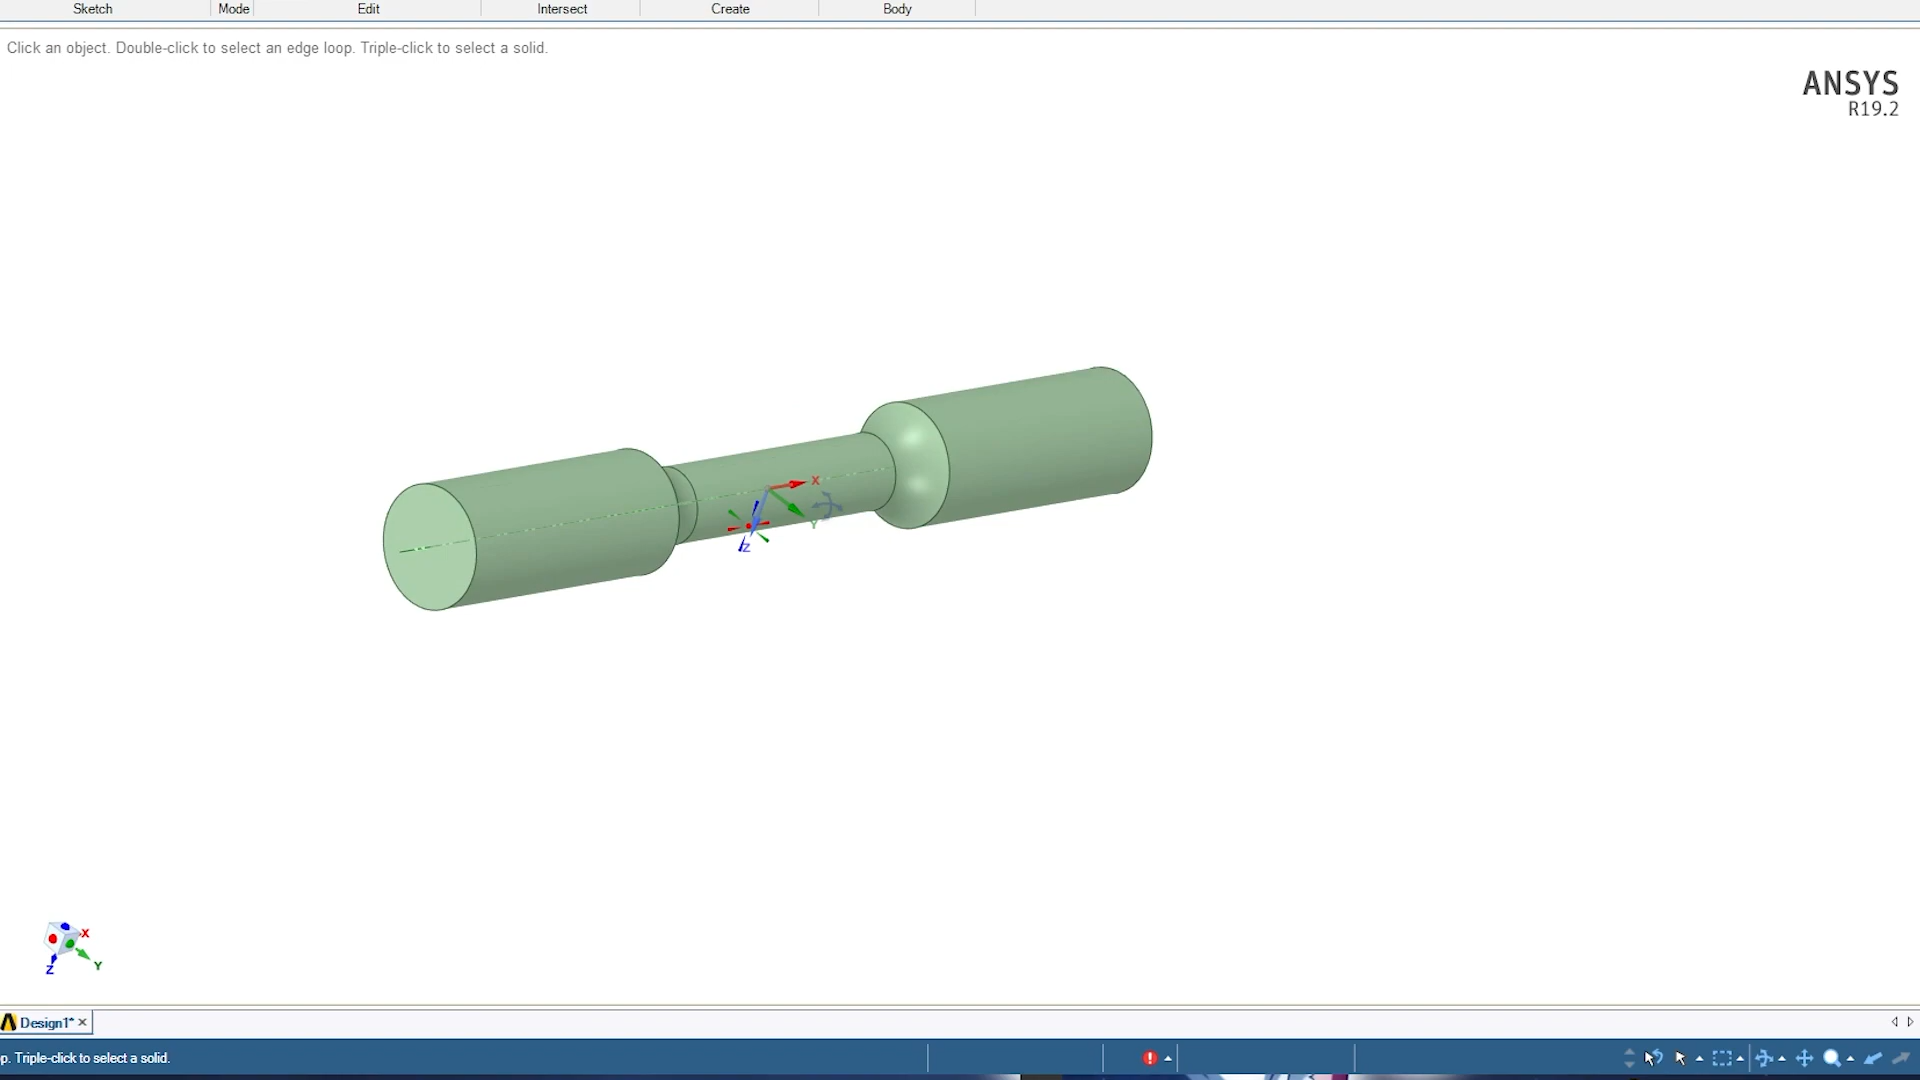 Sketch Mode Edit Intersect Create Body
Click an object. Double-click to select an edge loop. Triple-click to select a solid.
ANSYS
R19.2
X
Y
Z
X
Y
Z
Design1*
p. Triple-click to select a solid.